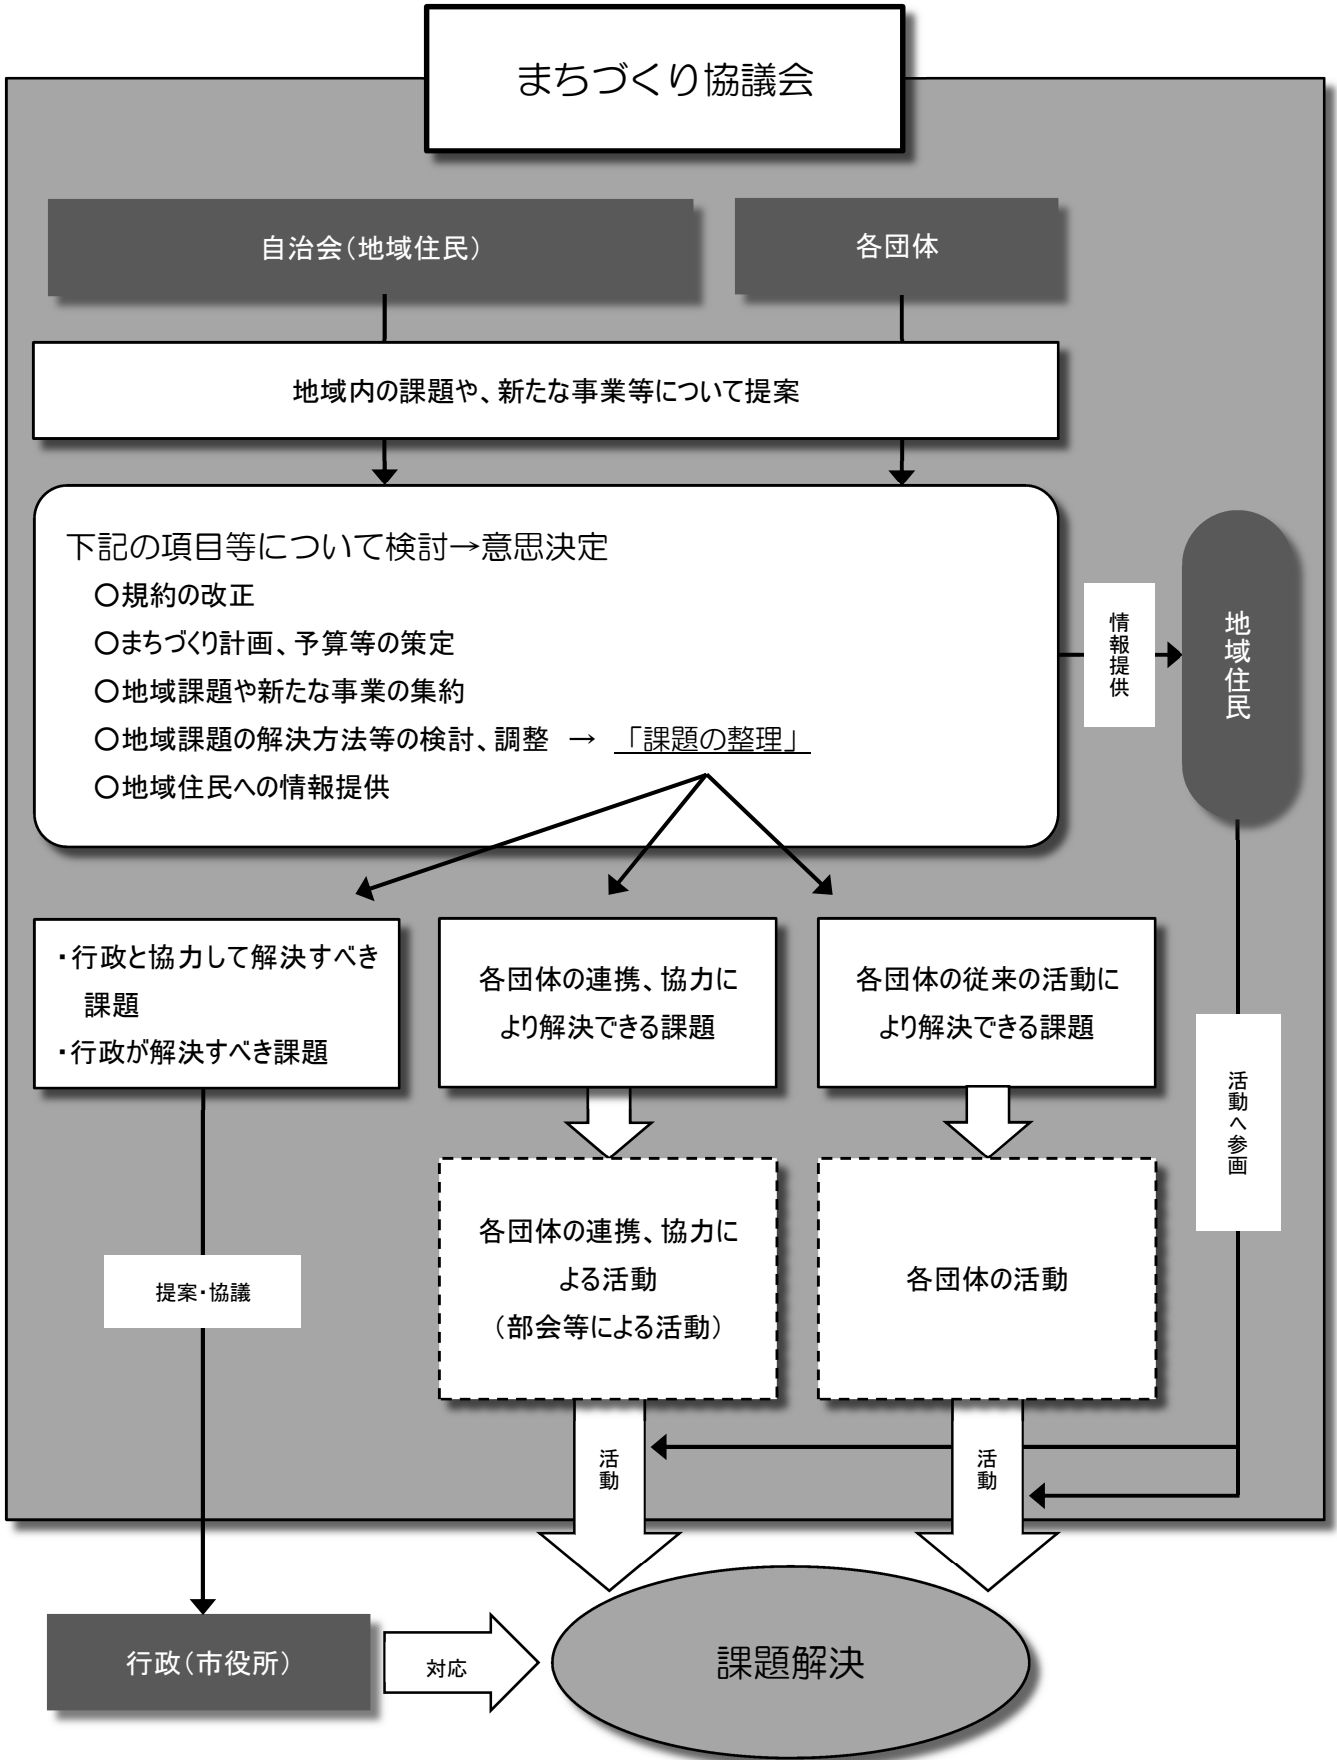 まちづくり協議会
自治会(地域住民)
各団体
地域内の課題や、新たな事業等について提案
下記の項目等について検討→意思決定
○規約の改正
○まちづくり計画、予算等の策定
○地域課題や新たな事業の集約
○地域課題の解決方法等の検討、調整 → 「課題の整理」
○地域住民への情報提供
情報提供
地域住民
・行政と協力して解決すべき
課題
・行政が解決すべき課題
各団体の連携、協力に
より解決できる課題
各団体の従来の活動に
より解決できる課題
活動へ参画
各団体の連携、協力に
よる活動
(部会等による活動)
各団体の活動
提案・協議
活動
活動
行政(市役所)
対応
課題解決